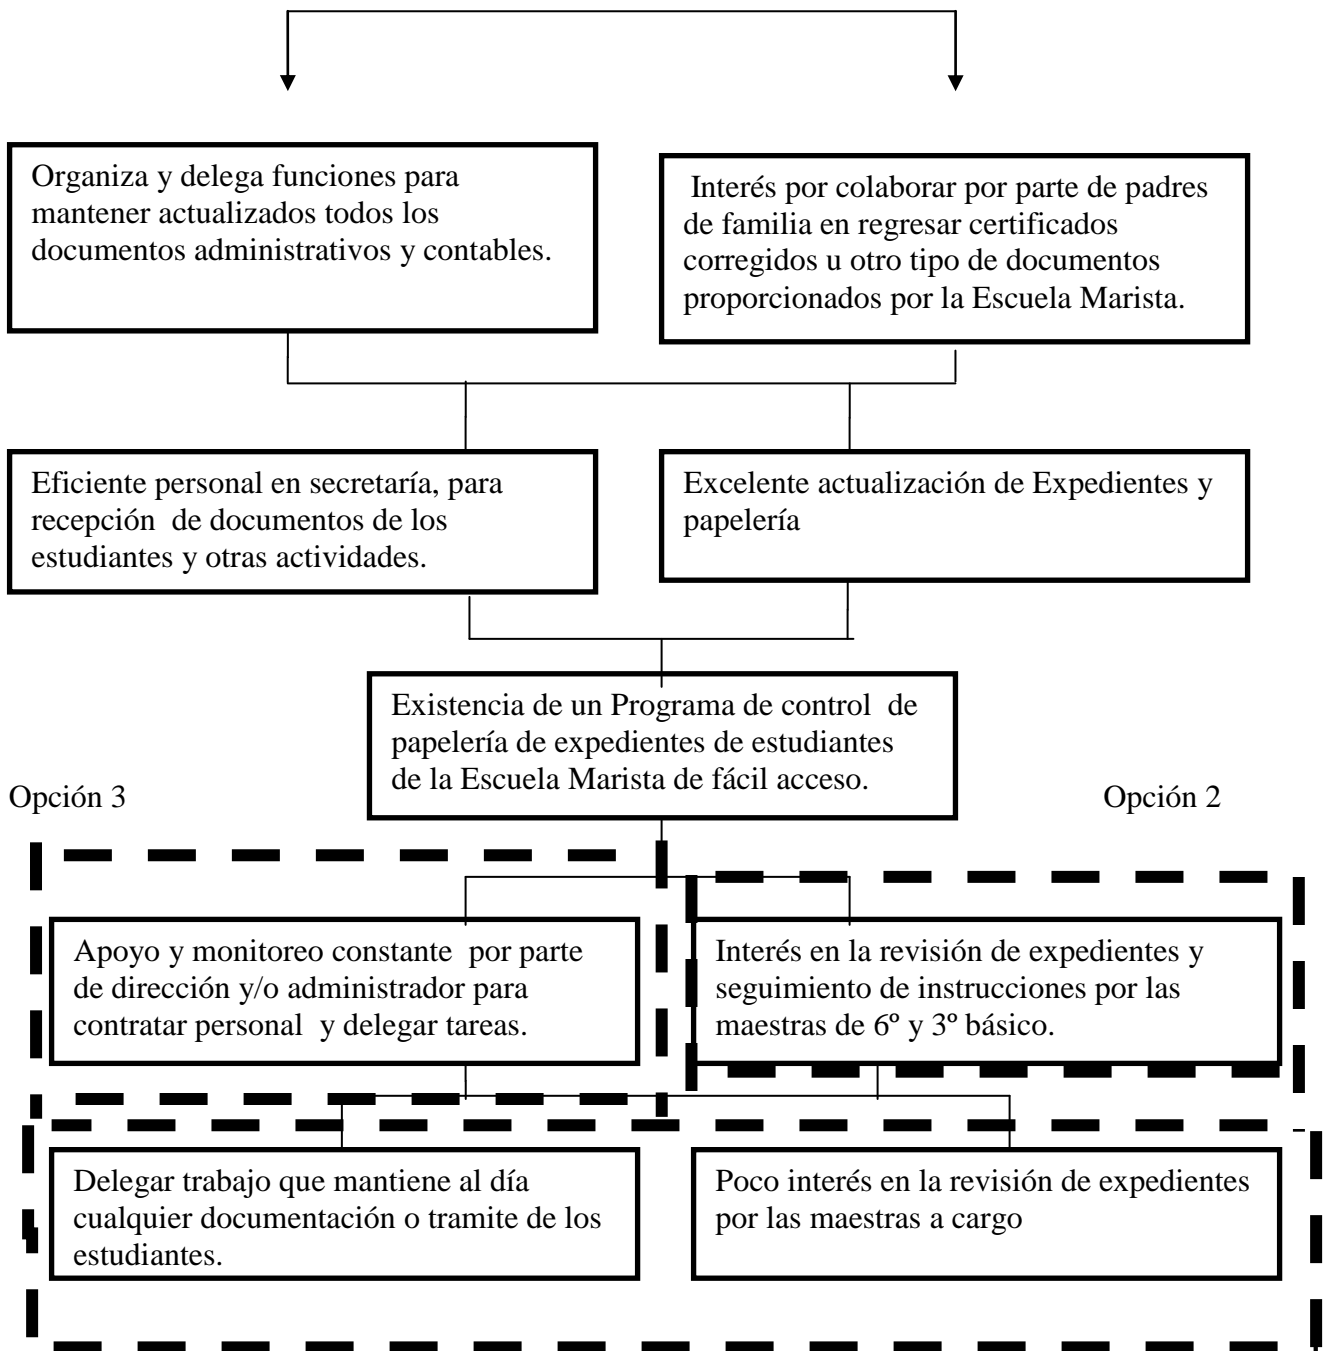 Organiza y delega funciones para
mantener actualizados todos los
documentos administrativos y contables.
Interés por colaborar por parte de padres
de familia en regresar certificados
corregidos u otro tipo de documentos
proporcionados por la Escuela Marista.
Eficiente personal en secretaría, para
recepción de documentos de los
estudiantes y otras actividades.
Excelente actualización de Expedientes y
papelería
Existencia de un Programa de control de
papelería de expedientes de estudiantes
de la Escuela Marista de fácil acceso.
Opción 3
Opción 2
Apoyo y monitoreo constante por parte
de dirección y/o administrador para
contratar personal y delegar tareas.
Interés en la revisión de expedientes y
seguimiento de instrucciones por las
maestras de 6º y 3º básico.
Delegar trabajo que mantiene al día
cualquier documentación o tramite de los
estudiantes.
Poco interés en la revisión de expedientes
por las maestras a cargo